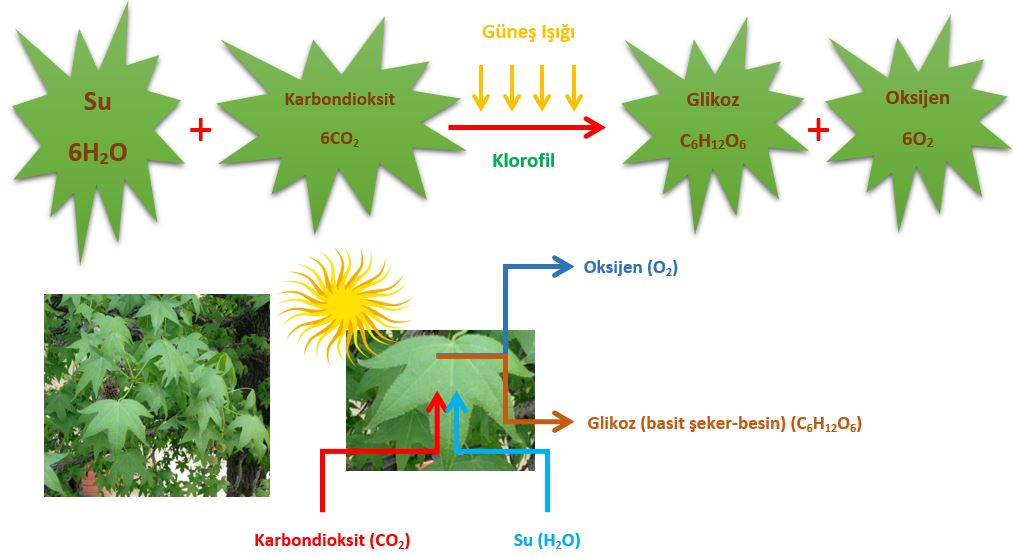 Su
6H₂O
+
Karbondioksit
6CO₂
Güneş Işığı
Klorofil
Glikoz
C₆H₁₂O₆
+
Oksijen
6O₂
Oksijen (O₂)
Glikoz (basit şeker-besin) (C₆H₁₂O₆)
Karbondioksit (CO₂)
Su (H₂O)